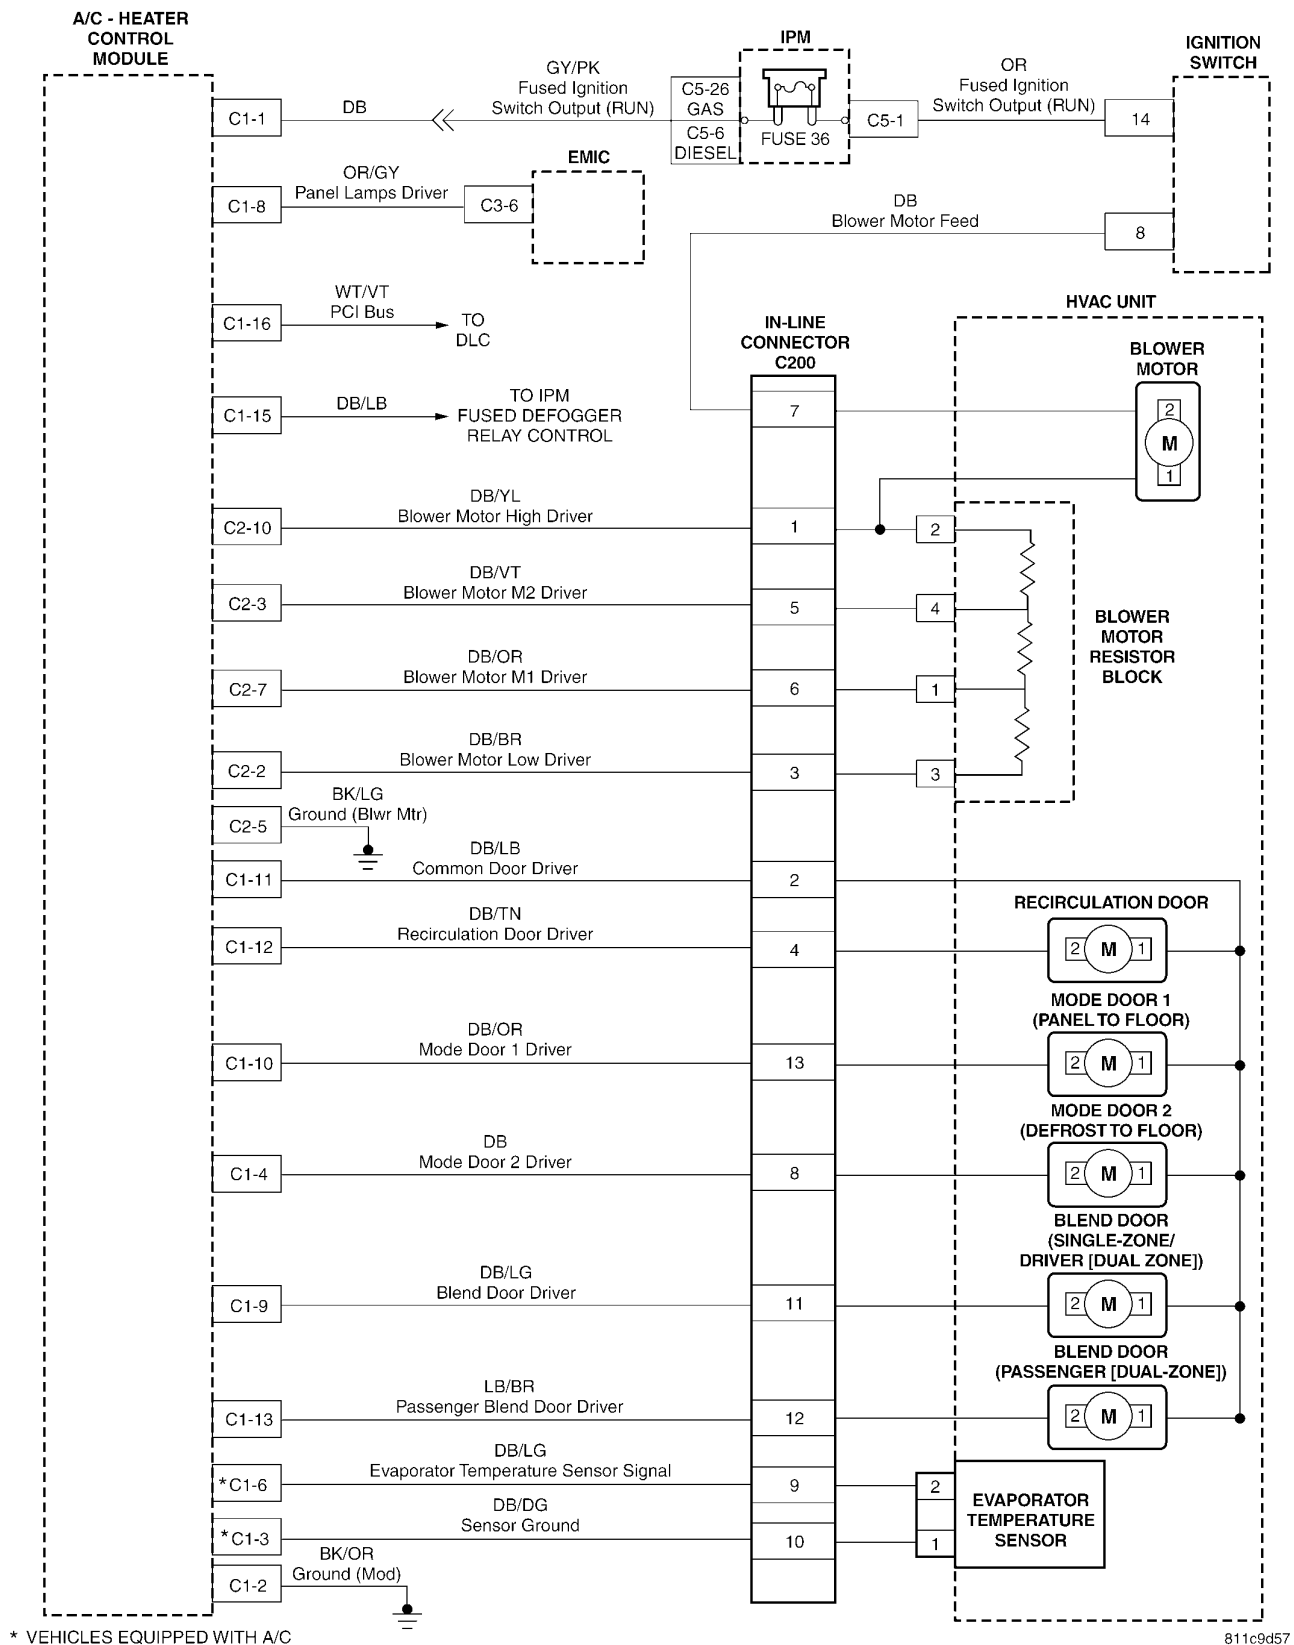 A/C - HEATER
CONTROL
MODULE
IPM
IGNITION
SWITCH
GY/PK
Fused Ignition
Switch Output (RUN)
OR
Fused Ignition
Switch Output (RUN)
C1-1
DB
C5-26
GAS
C5-6
DIESEL
FUSE 36
C5-1
14
EMIC
OR/GY
Panel Lamps Driver
C1-8
C3-6
DB
Blower Motor Feed
8
WT/VT
PCI Bus
C1-16
TO
DLC
HVAC UNIT
IN-LINE
CONNECTOR
C200
BLOWER
MOTOR
DB/LB
C1-15
TO IPM
FUSED DEFOGGER
RELAY CONTROL
7
2
M
1
DB/YL
Blower Motor High Driver
C2-10
1
2
DB/VT
Blower Motor M2 Driver
C2-3
5
4
BLOWER
MOTOR
RESISTOR
BLOCK
DB/OR
Blower Motor M1 Driver
C2-7
6
1
DB/BR
Blower Motor Low Driver
C2-2
3
3
BK/LG
Ground (Blwr Mtr)
C2-5
DB/LB
Common Door Driver
C1-11
2
RECIRCULATION DOOR
DB/TN
Recirculation Door Driver
C1-12
4
2 M 1
MODE DOOR 1
(PANEL TO FLOOR)
DB/OR
Mode Door 1 Driver
C1-10
13
2 M 1
MODE DOOR 2
(DEFROST TO FLOOR)
DB
Mode Door 2 Driver
C1-4
8
2 M 1
BLEND DOOR
(SINGLE-ZONE/
DRIVER [DUAL ZONE])
DB/LG
Blend Door Driver
C1-9
11
2 M 1
BLEND DOOR
(PASSENGER [DUAL-ZONE])
LB/BR
Passenger Blend Door Driver
C1-13
12
2 M 1
DB/LG
Evaporator Temperature Sensor Signal
*C1-6
9
2
EVAPORATOR
TEMPERATURE
SENSOR
DB/DG
Sensor Ground
*C1-3
10
1
BK/OR
Ground (Mod)
C1-2
* VEHICLES EQUIPPED WITH A/C
811c9d57